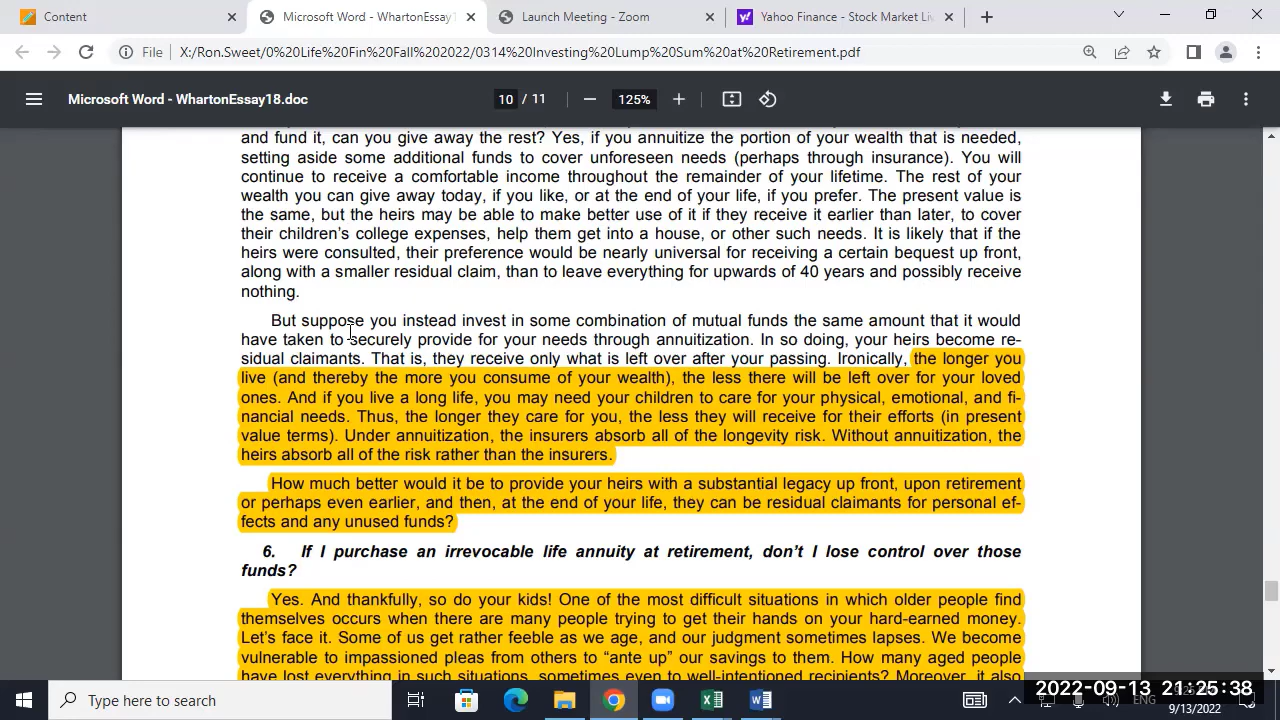 Content
Microsoft Word - WhartonEssay1
Launch Meeting - Zoom
Yahoo Finance - Stock Market Li
File
X:/Ron.Sweet/0%20Life%20Fin%20Fall%202022/0314%20Investing%20Lump%20Sum%20at%20Retirement.pdf
Microsoft Word - WhartonEssay18.doc
10 / 11
125%
and fund it, can you give away the rest? Yes, if you annuitize the portion of your wealth that is needed,
setting aside some additional funds to cover unforeseen needs (perhaps through insurance). You will
continue to receive a comfortable income throughout the remainder of your lifetime. The rest of your
wealth you can give away today, if you like, or at the end of your life, if you prefer. The present value is
the same, but the heirs may be able to make better use of it if they receive it earlier than later, to cover
their children's college expenses, help them get into a house, or other such needs. It is likely that if the
heirs were consulted, their preference would be nearly universal for receiving a certain bequest up front,
along with a smaller residual claim, than to leave everything for upwards of 40 years and possibly receive
nothing.
But suppose you instead invest in some combination of mutual funds the same amount that it would
have taken to securely provide for your needs through annuitization. In so doing, your heirs become re-
sidual claimants. That is, they receive only what is left over after your passing. Ironically, the longer you
live (and thereby the more you consume of your wealth), the less there will be left over for your loved
ones. And if you live a long life, you may need your children to care for your physical, emotional, and fi-
nancial needs. Thus, the longer they care for you, the less they will receive for their efforts (in present
value terms). Under annuitization, the insurers absorb all of the longevity risk. Without annuitization, the
heirs absorb all of the risk rather than the insurers.
How much better would it be to provide your heirs with a substantial legacy up front, upon retirement
or perhaps even earlier, and then, at the end of your life, they can be residual claimants for personal ef-
fects and any unused funds?
6. If I purchase an irrevocable life annuity at retirement, don't I lose control over those
funds?
Yes. And thankfully, so do your kids! One of the most difficult situations in which older people find
themselves occurs when there are many people trying to get their hands on your hard-earned money.
Let's face it. Some of us get rather feeble as we age, and our judgment sometimes lapses. We become
vulnerable to impassioned pleas from others to “ante up” our savings to them. How many aged people
have lost everything in such situations, sometimes even to well-intentioned recipients? Moreover, it also
Type here to search
2022-09-13 21:25:38
ENG
9/13/2022